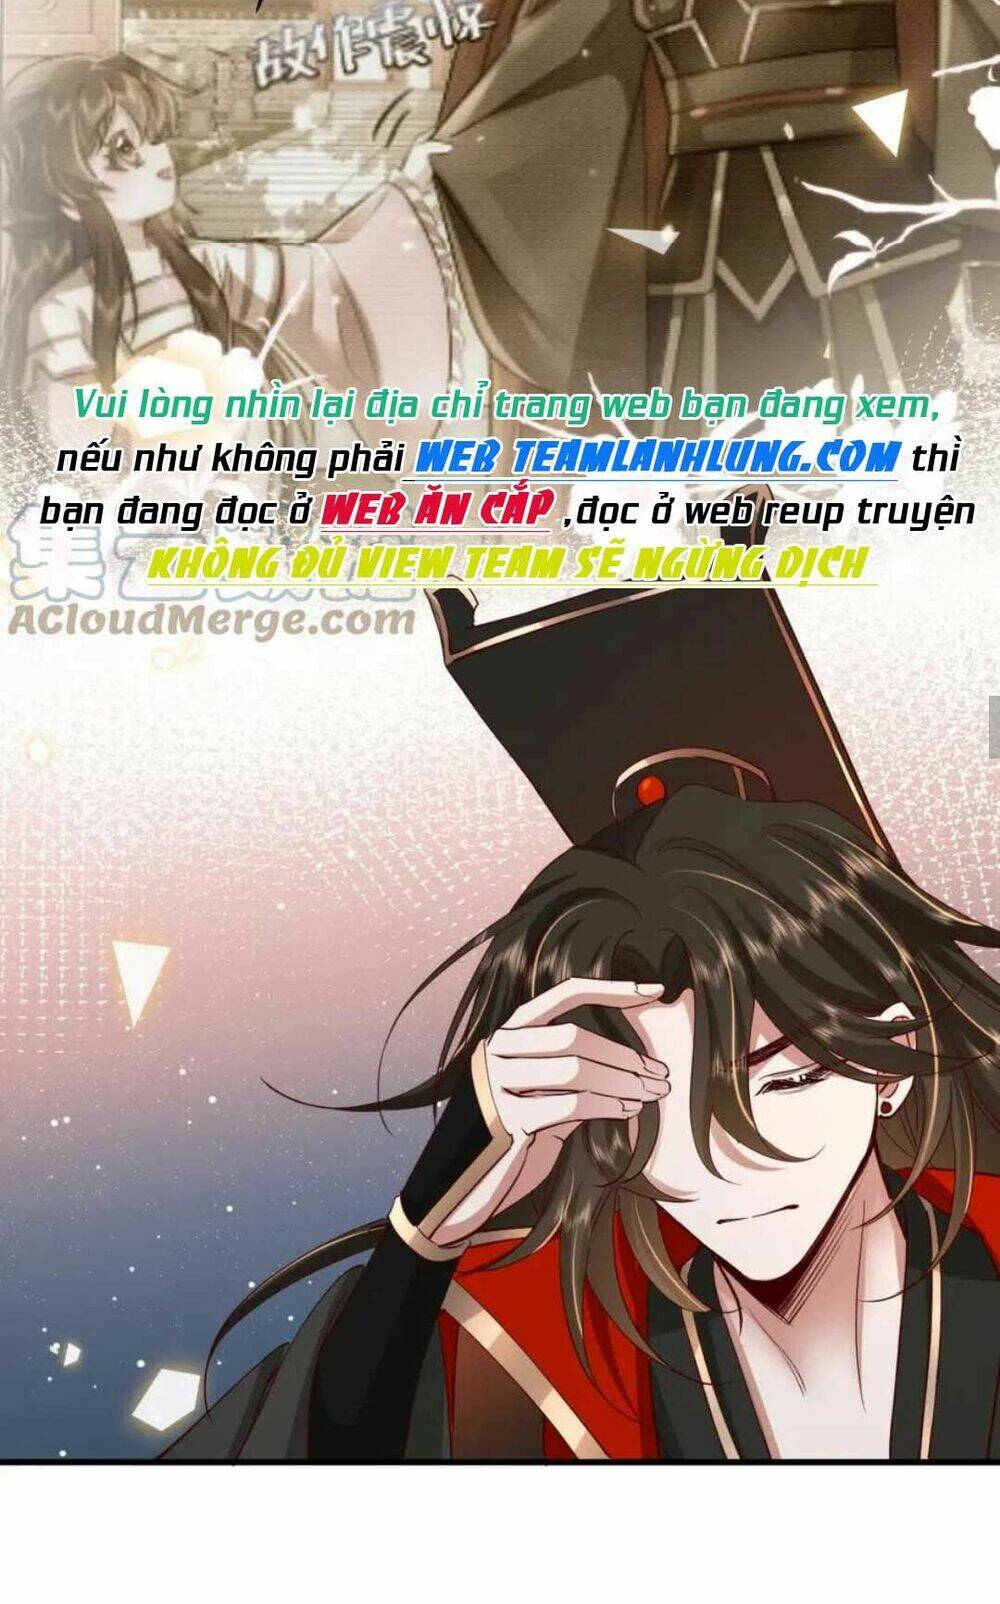 故作震惊
Vui lòng nhìn lại địa chỉ trang web bạn đang xem,
nếu như không phải WEB TEAMLANHLUNG.COM thì
bạn đang đọc ở WEB ĂN CẮP ,đọc ở web reup truyện
KHÔNG ĐỦ VIEW TEAM SẼ NGỪNG DỊCH
ACloudMerge.com